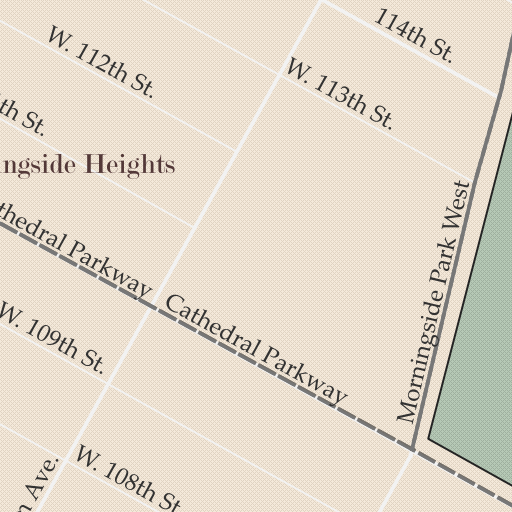 114th St.
W. 112th St.
W. 113th St.
th St.
ngside Heights
Morningside Park West
thedral Parkway
Cathedral Parkway
W. 109th St.
W. 108th St.
n Ave.